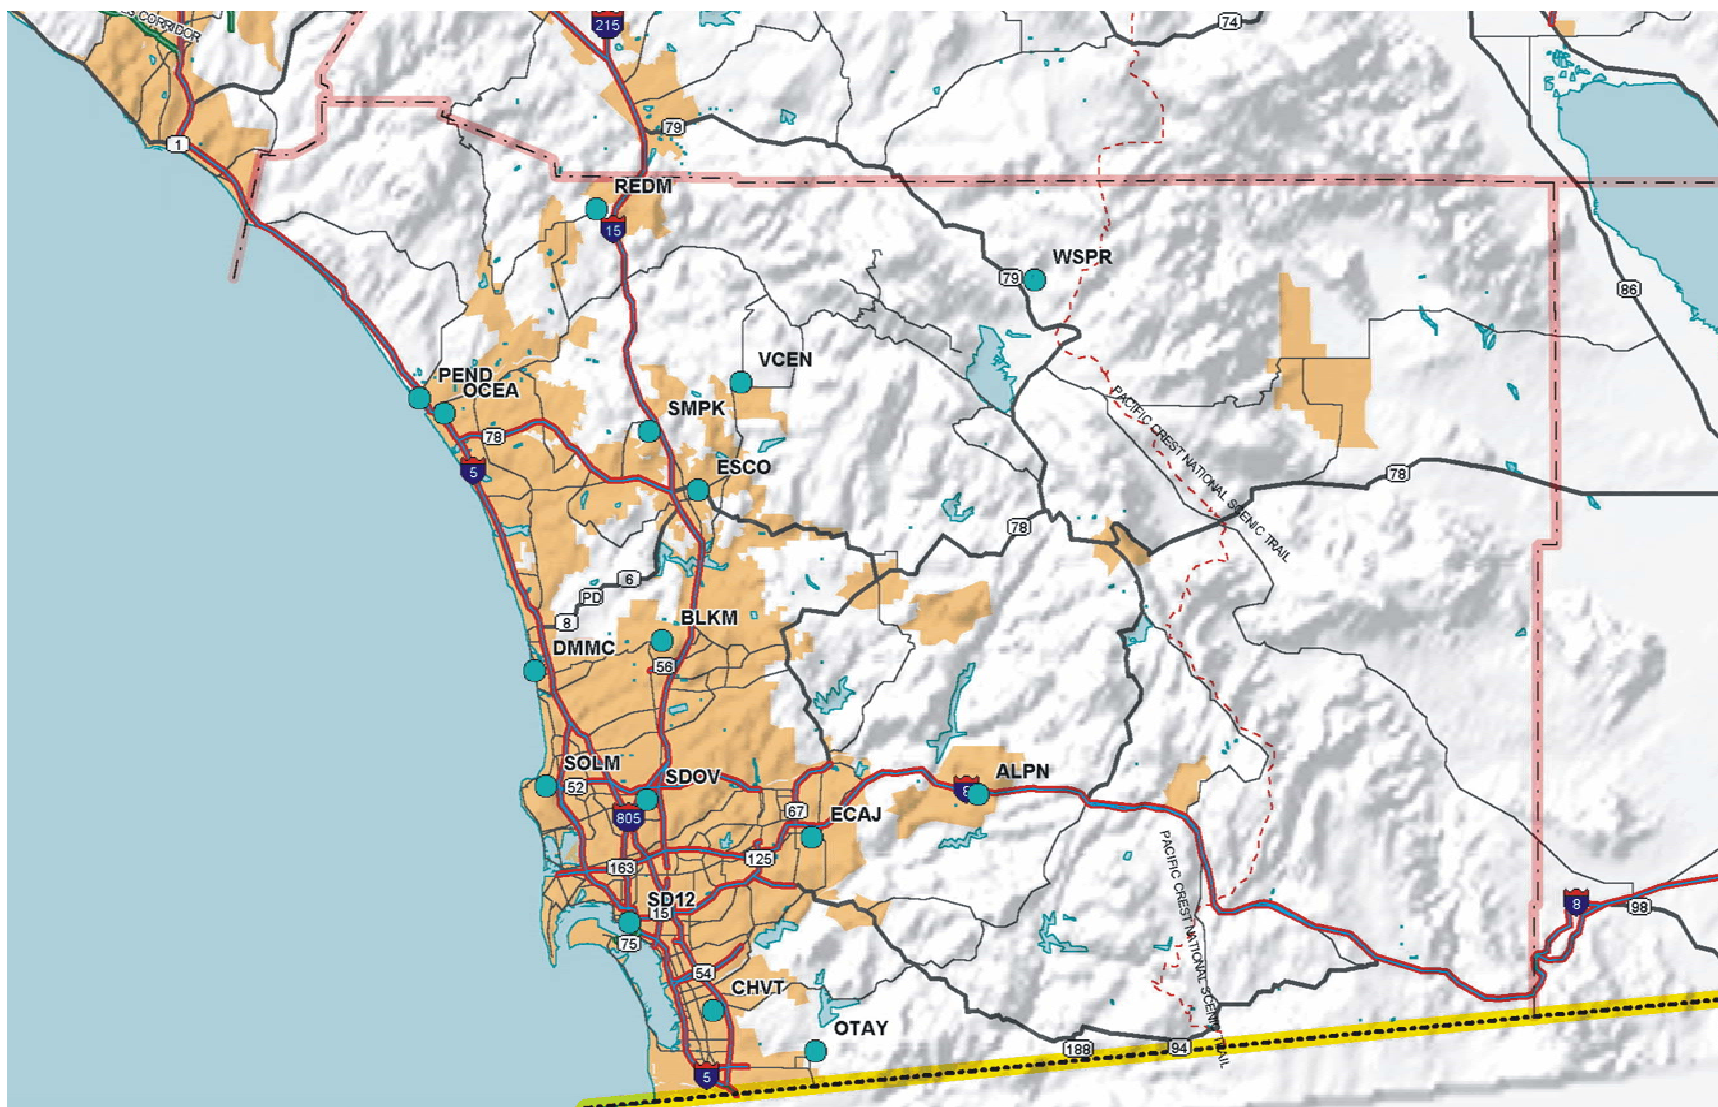 ES CORRIDOR
215
74
79
1
REDM
15
WSPR
79
86
VCEN
PEND
OCEA
SMPK
78
PACIFIC CREST NATIONAL SCENIC TRAIL
ESCO
5
78
78
6
PD
8
BLKM
DMMC
56
SOLM
SDOV
ALPN
52
8
805
67
ECAJ
125
163
PACIFIC CREST NATIONAL SCENIC TRAIL
SD12
15
8
98
75
54
CHVT
OTAY
188
94
5